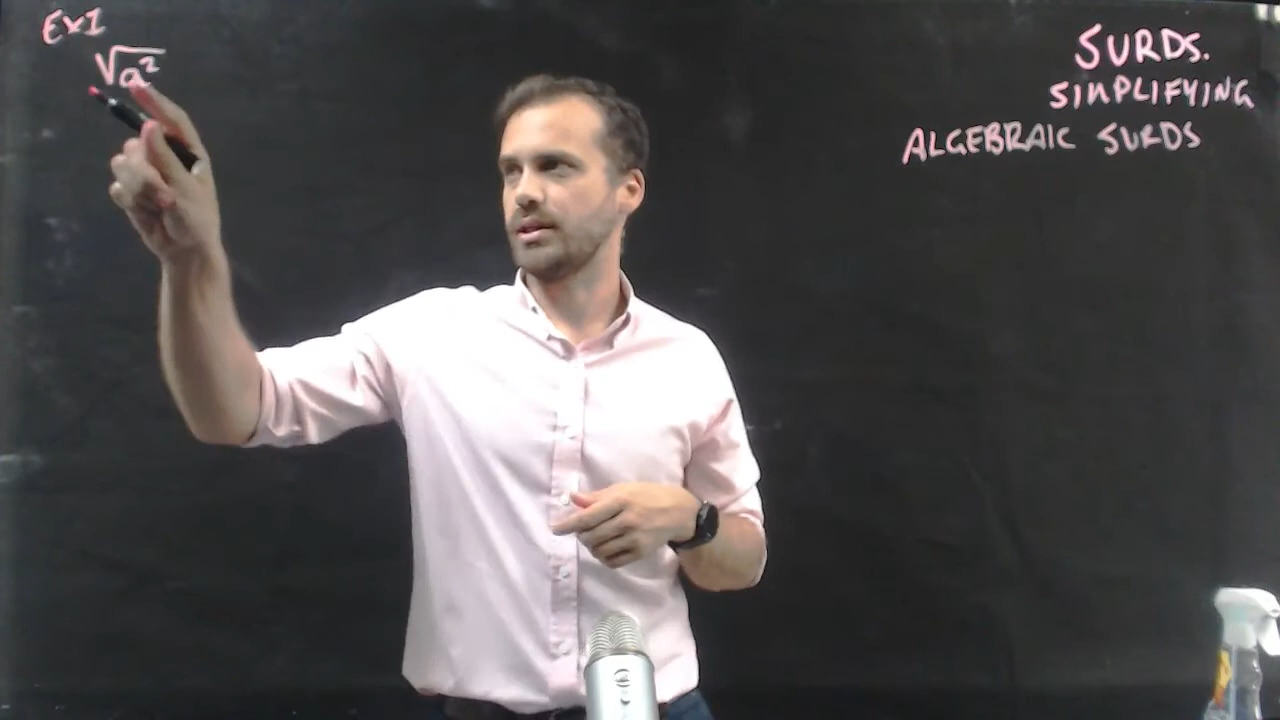 Ex1
√a²
SURDS.
SIMPLIFYING
ALGEBRAIC SURDS